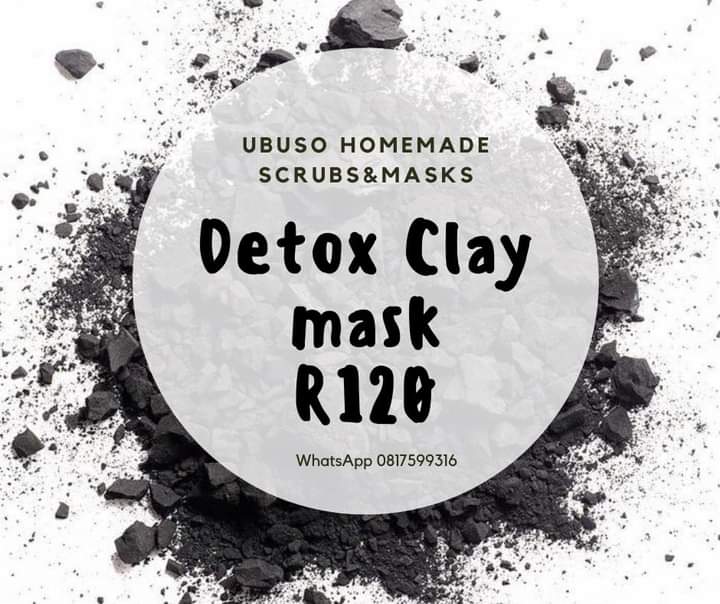 UBUSO HOMEMADE
SCRUBS&MASKS
Detox Clay
mask
R120
WhatsApp 0817599316